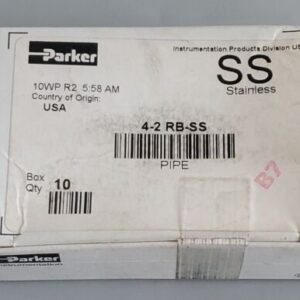 Parker
Instrumentation Products Division
SS
Stainless
10WP R2 5:58 AM
Country of Origin:
USA
4-2 RB-SS
PIPE
Box
Qty
10
B7
Parker
Instrumentation